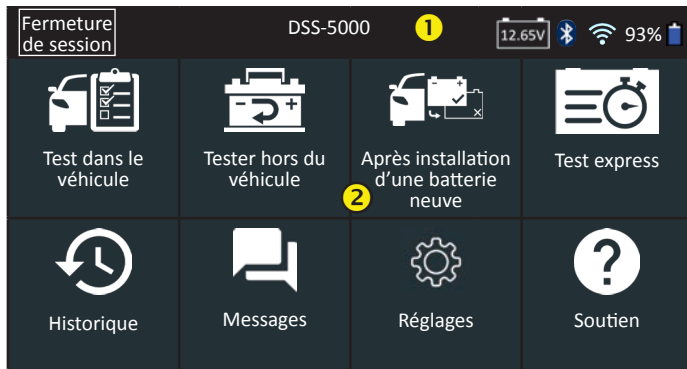 Fermeture
de session
DSS-5000
1
12.65V
93%
Test dans le
véhicule
Tester hors du
véhicule
Après installation
d'une batterie
neuve
Test express
2
Historique
Messages
Réglages
Soutien